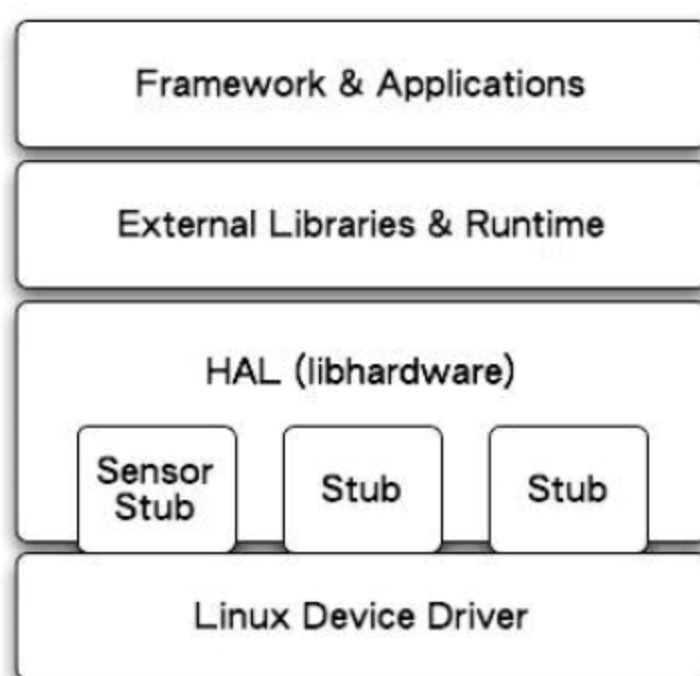 Framework & Applications
External Libraries & Runtime
HAL (libhardware)
Sensor
Stub
Stub
Stub
Linux Device Driver